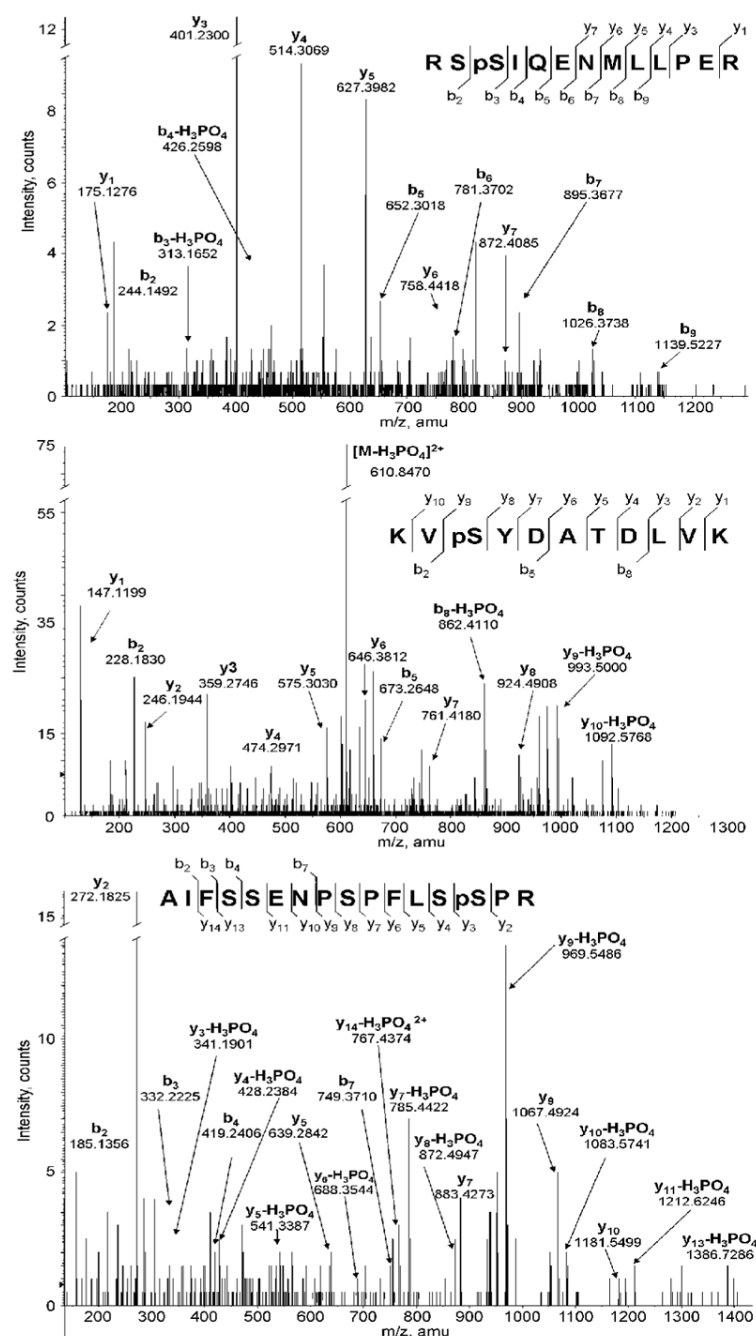 12
y3
401.2300
y4
514.3069
y5
627.3982
y7 y6 y5 y4 y3 y1
R S pS I Q E N M L L P E R
b2 b3 b4 b5 b6 b7 b8 b9
8
b4-H3PO4
426.2598
y1
175.1276
6
b5
652.3018
b6
781.3702
b7
895.3677
b3-H3PO4
313.1652
y7
872.4085
4
b2
244.1492
y6
758.4418
b8
1026.3738
b9
1139.5227
2
0
Intensity, counts
200 300 400 500 600 700 800 900 1000 1100 1200
m/z, amu
75
[M-H3PO4]2+
610.8470
55
y10 y9 y8 y7 y6 y5 y4 y3 y2 y1
K V pS Y D A T D L V K
b2 b5 b8
y1
147.1199
35
b8-H3PO4
862.4110
b2
228.1830
y2
246.1944
y3
359.2746
y5
575.3030
y6
646.3812
b5
673.2648
y7
761.4180
y8
924.4908
y9-H3PO4
993.5000
y10-H3PO4
1092.5768
y4
474.2971
15
0
Intensity, counts
200 300 400 500 600 700 800 900 1000 1100 1200 1300
m/z, amu
y2
272.1825
b2 b3 b4 b7
A I F S S E N P S P F L S pS P R
y14 y13 y11 y10 y9 y8 y7 y6 y5 y4 y3 y2
15
y9-H3PO4
969.5486
y3-H3PO4
341.1901
y14-H3PO4 2+
767.4374
10
b3
332.2225
y4-H3PO4
428.2384
b7
749.3710
y7-H3PO4
785.4422
y9
1067.4924
b2
185.1356
b4
419.2406
y5
639.2842
y8-H3PO4
872.4947
y10-H3PO4
1083.5741
y6-H3PO4
688.3544
y7
883.4273
y11-H3PO4
1212.6246
5
y5-H3PO4
541.3387
y10
1181.5499
y13-H3PO4
1386.7286
0
Intensity, counts
200 300 400 500 600 700 800 900 1000 1100 1200 1300 1400
m/z, amu